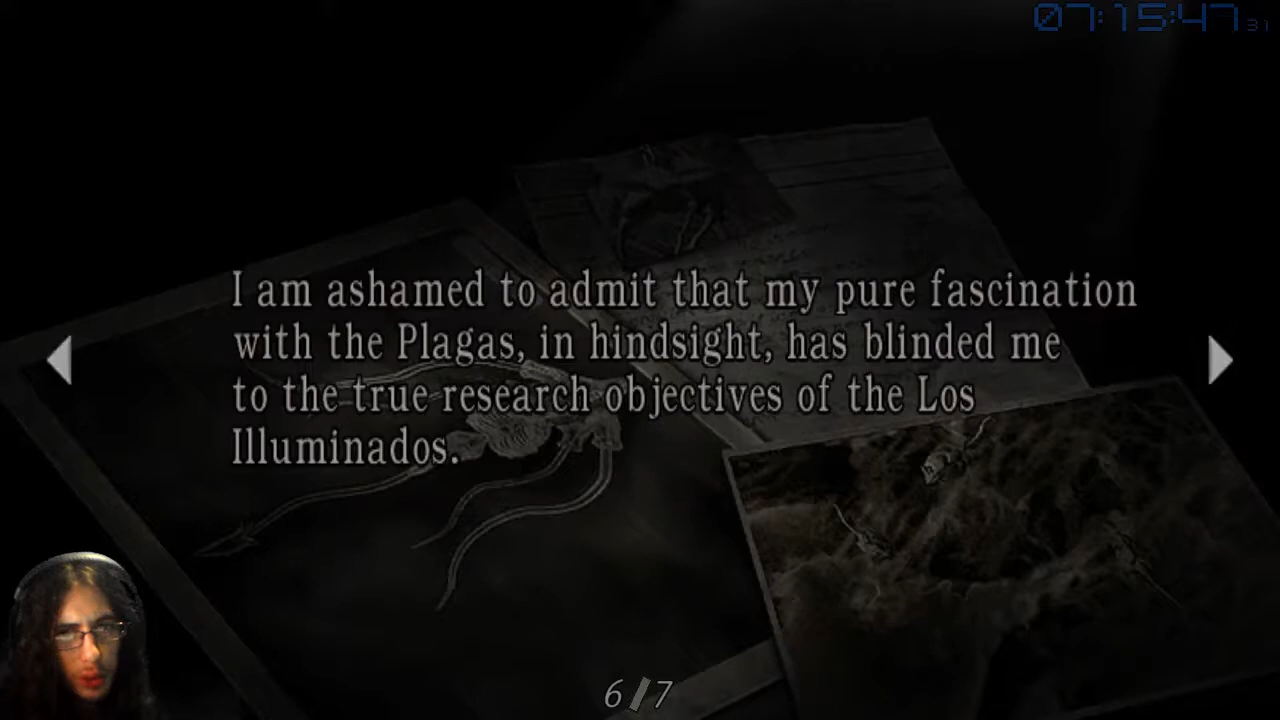 07:15:47 31
I am ashamed to admit that my pure fascination
with the Plagas, in hindsight, has blinded me
to the true research objectives of the Los
Illuminados.
6/7